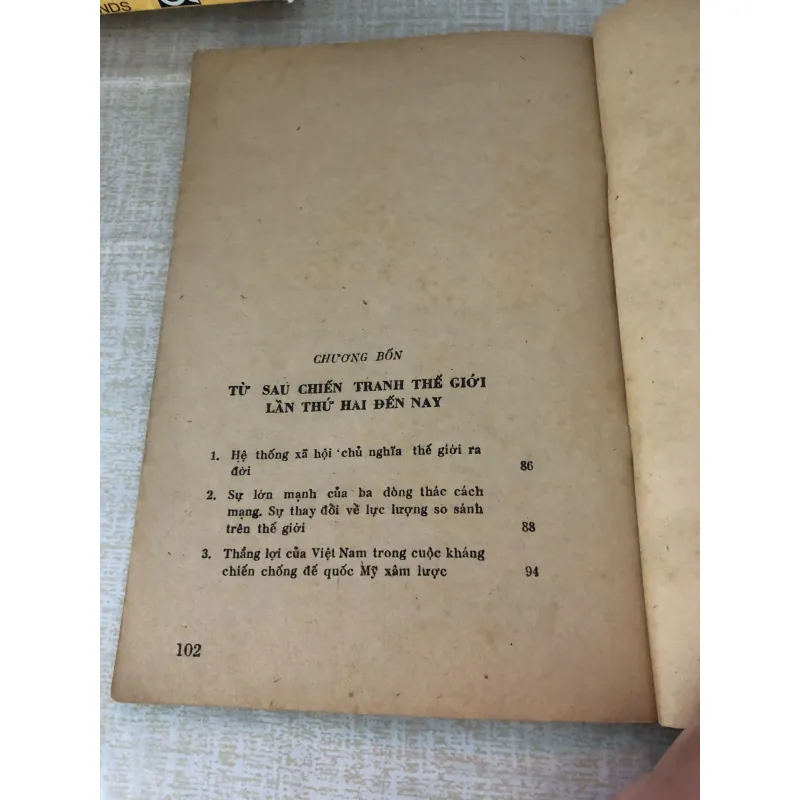 NDS
CHƯƠNG BỐN
TỪ SAU CHIẾN TRANH THẾ GIỚI
LẦN THỨ HAI ĐẾN NAY
1. Hệ thống xã hội chủ nghĩa thế giới ra
đời 86
2. Sự lớn mạnh của ba dòng thác cách
mạng. Sự thay đổi về lực lượng so sánh
trên thế giới 88
3. Thắng lợi của Việt Nam trong cuộc kháng
chiến chống đế quốc Mỹ xâm lược 94
102